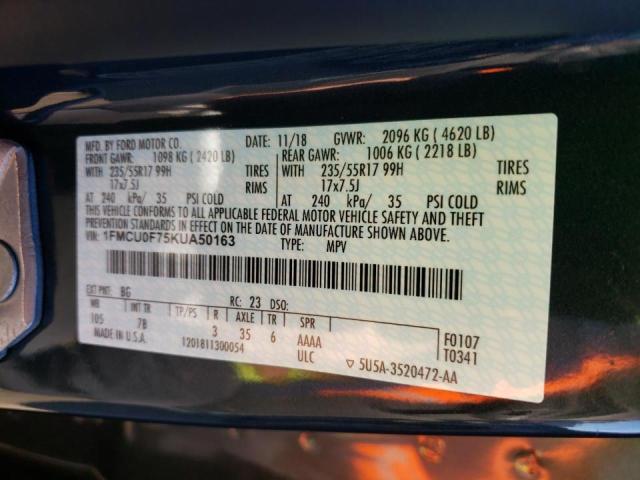 MFD. BY FORD MOTOR CO. DATE: 11/18 GVWR: 2096 KG ( 4620 LB)
FRONT GAWR: 1098 KG ( 2420 LB) REAR GAWR: 1006 KG ( 2218 LB)
WITH 235/55R17 99H TIRES WITH 235/55R17 99H TIRES
17x7.5J RIMS 17x7.5J RIMS
AT 240 kPa/ 35 PSI COLD AT 240 kPa/ 35 PSI COLD
THIS VEHICLE CONFORMS TO ALL APPLICABLE FEDERAL MOTOR VEHICLE SAFETY AND THEFT
PREVENTION STANDARDS IN EFFECT ON THE DATE OF MANUFACTURE SHOWN ABOVE.
VIN: 1FMCU0F75KUA50163 TYPE: MPV
EXT PNT: BG RC: 23 DSO:
WB INT TR TP/PS R AXLE TR SPR
105 7B 3 35 6 AAAA F0107
MADE IN U.S.A. 1201811300054 ULC T0341
▽ 5U5A-3520472-AA